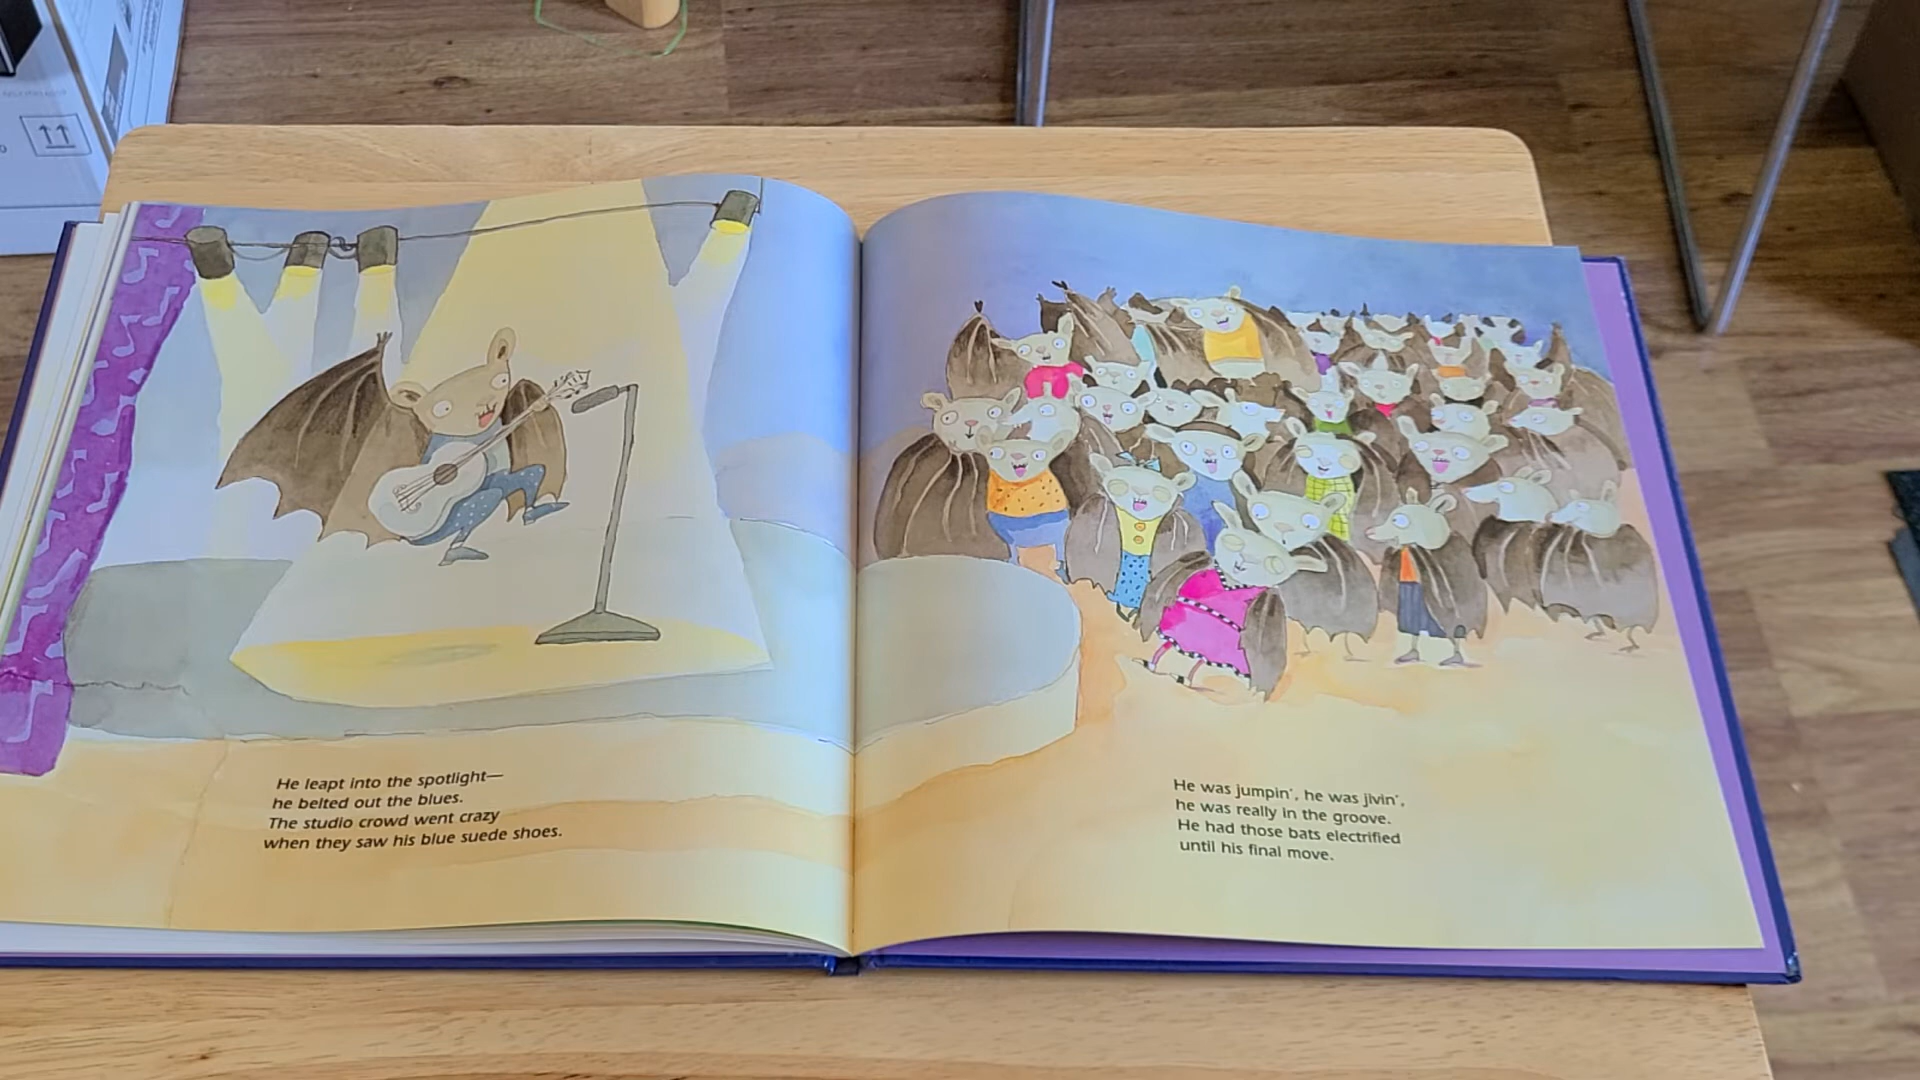 He leapt into the spotlight—
he belted out the blues.
The studio crowd went crazy
when they saw his blue suede shoes.
He was jumpin', he was jivin',
he was really in the groove.
He had those bats electrified
until his final move.